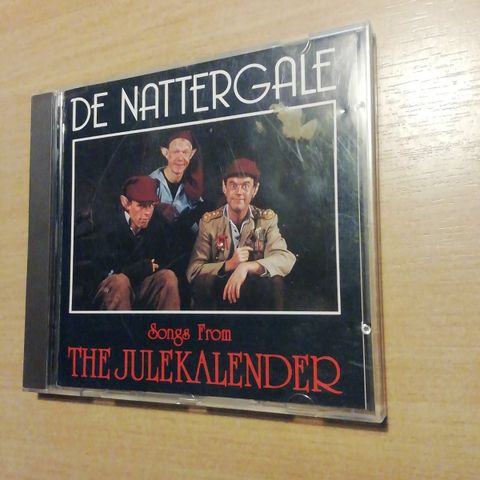 DE NATTERGALE
Songs From
THE JULEKALENDER